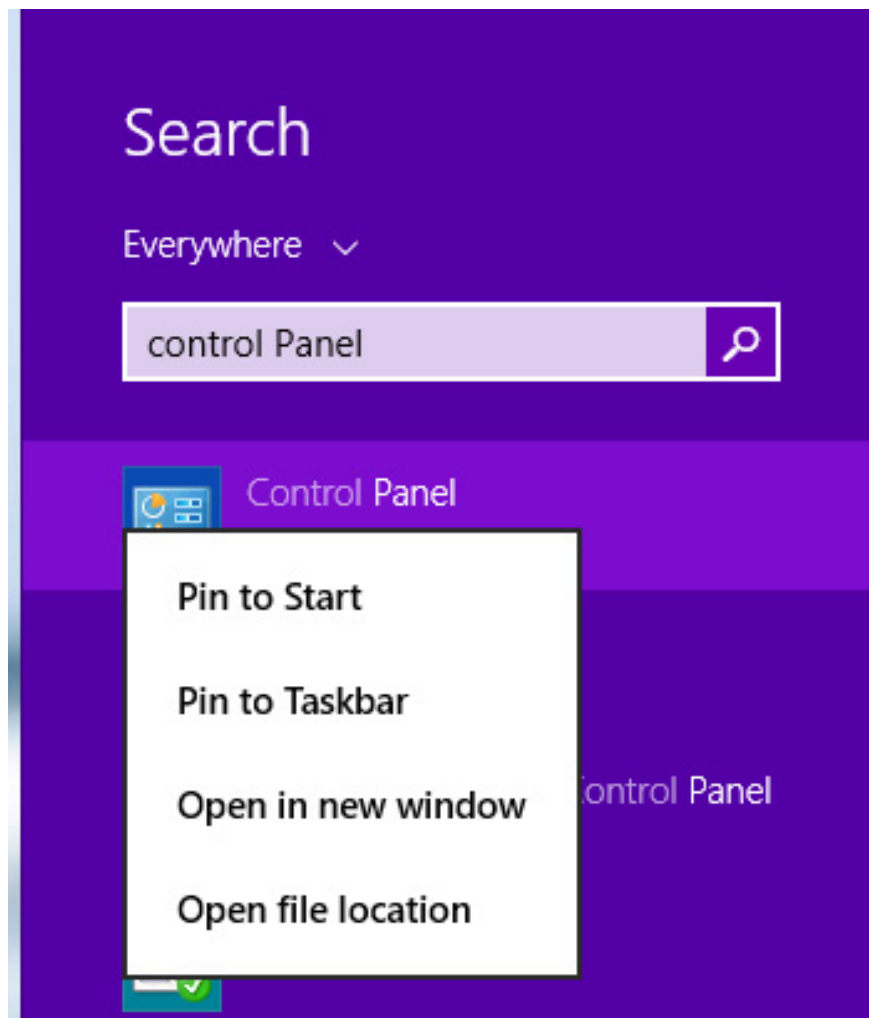 Search
Everywhere
control Panel
Control Panel
Pin to Start
Pin to Taskbar
Open in new window
ontrol Panel
Open file location